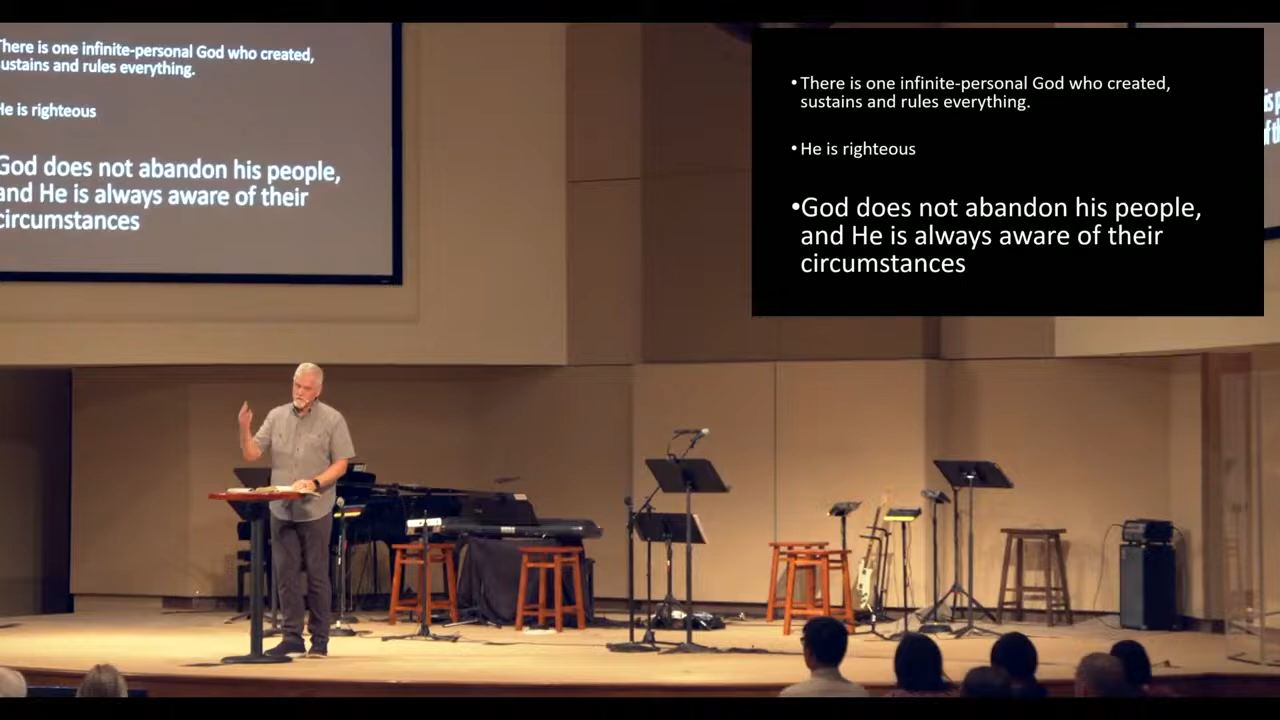 here is one infinite-personal God who created,
ustains and rules everything.
He is righteous
God does not abandon his people,
and He is always aware of their
circumstances
•There is one infinite-personal God who created,
sustains and rules everything.
•He is righteous
•God does not abandon his people,
and He is always aware of their
circumstances